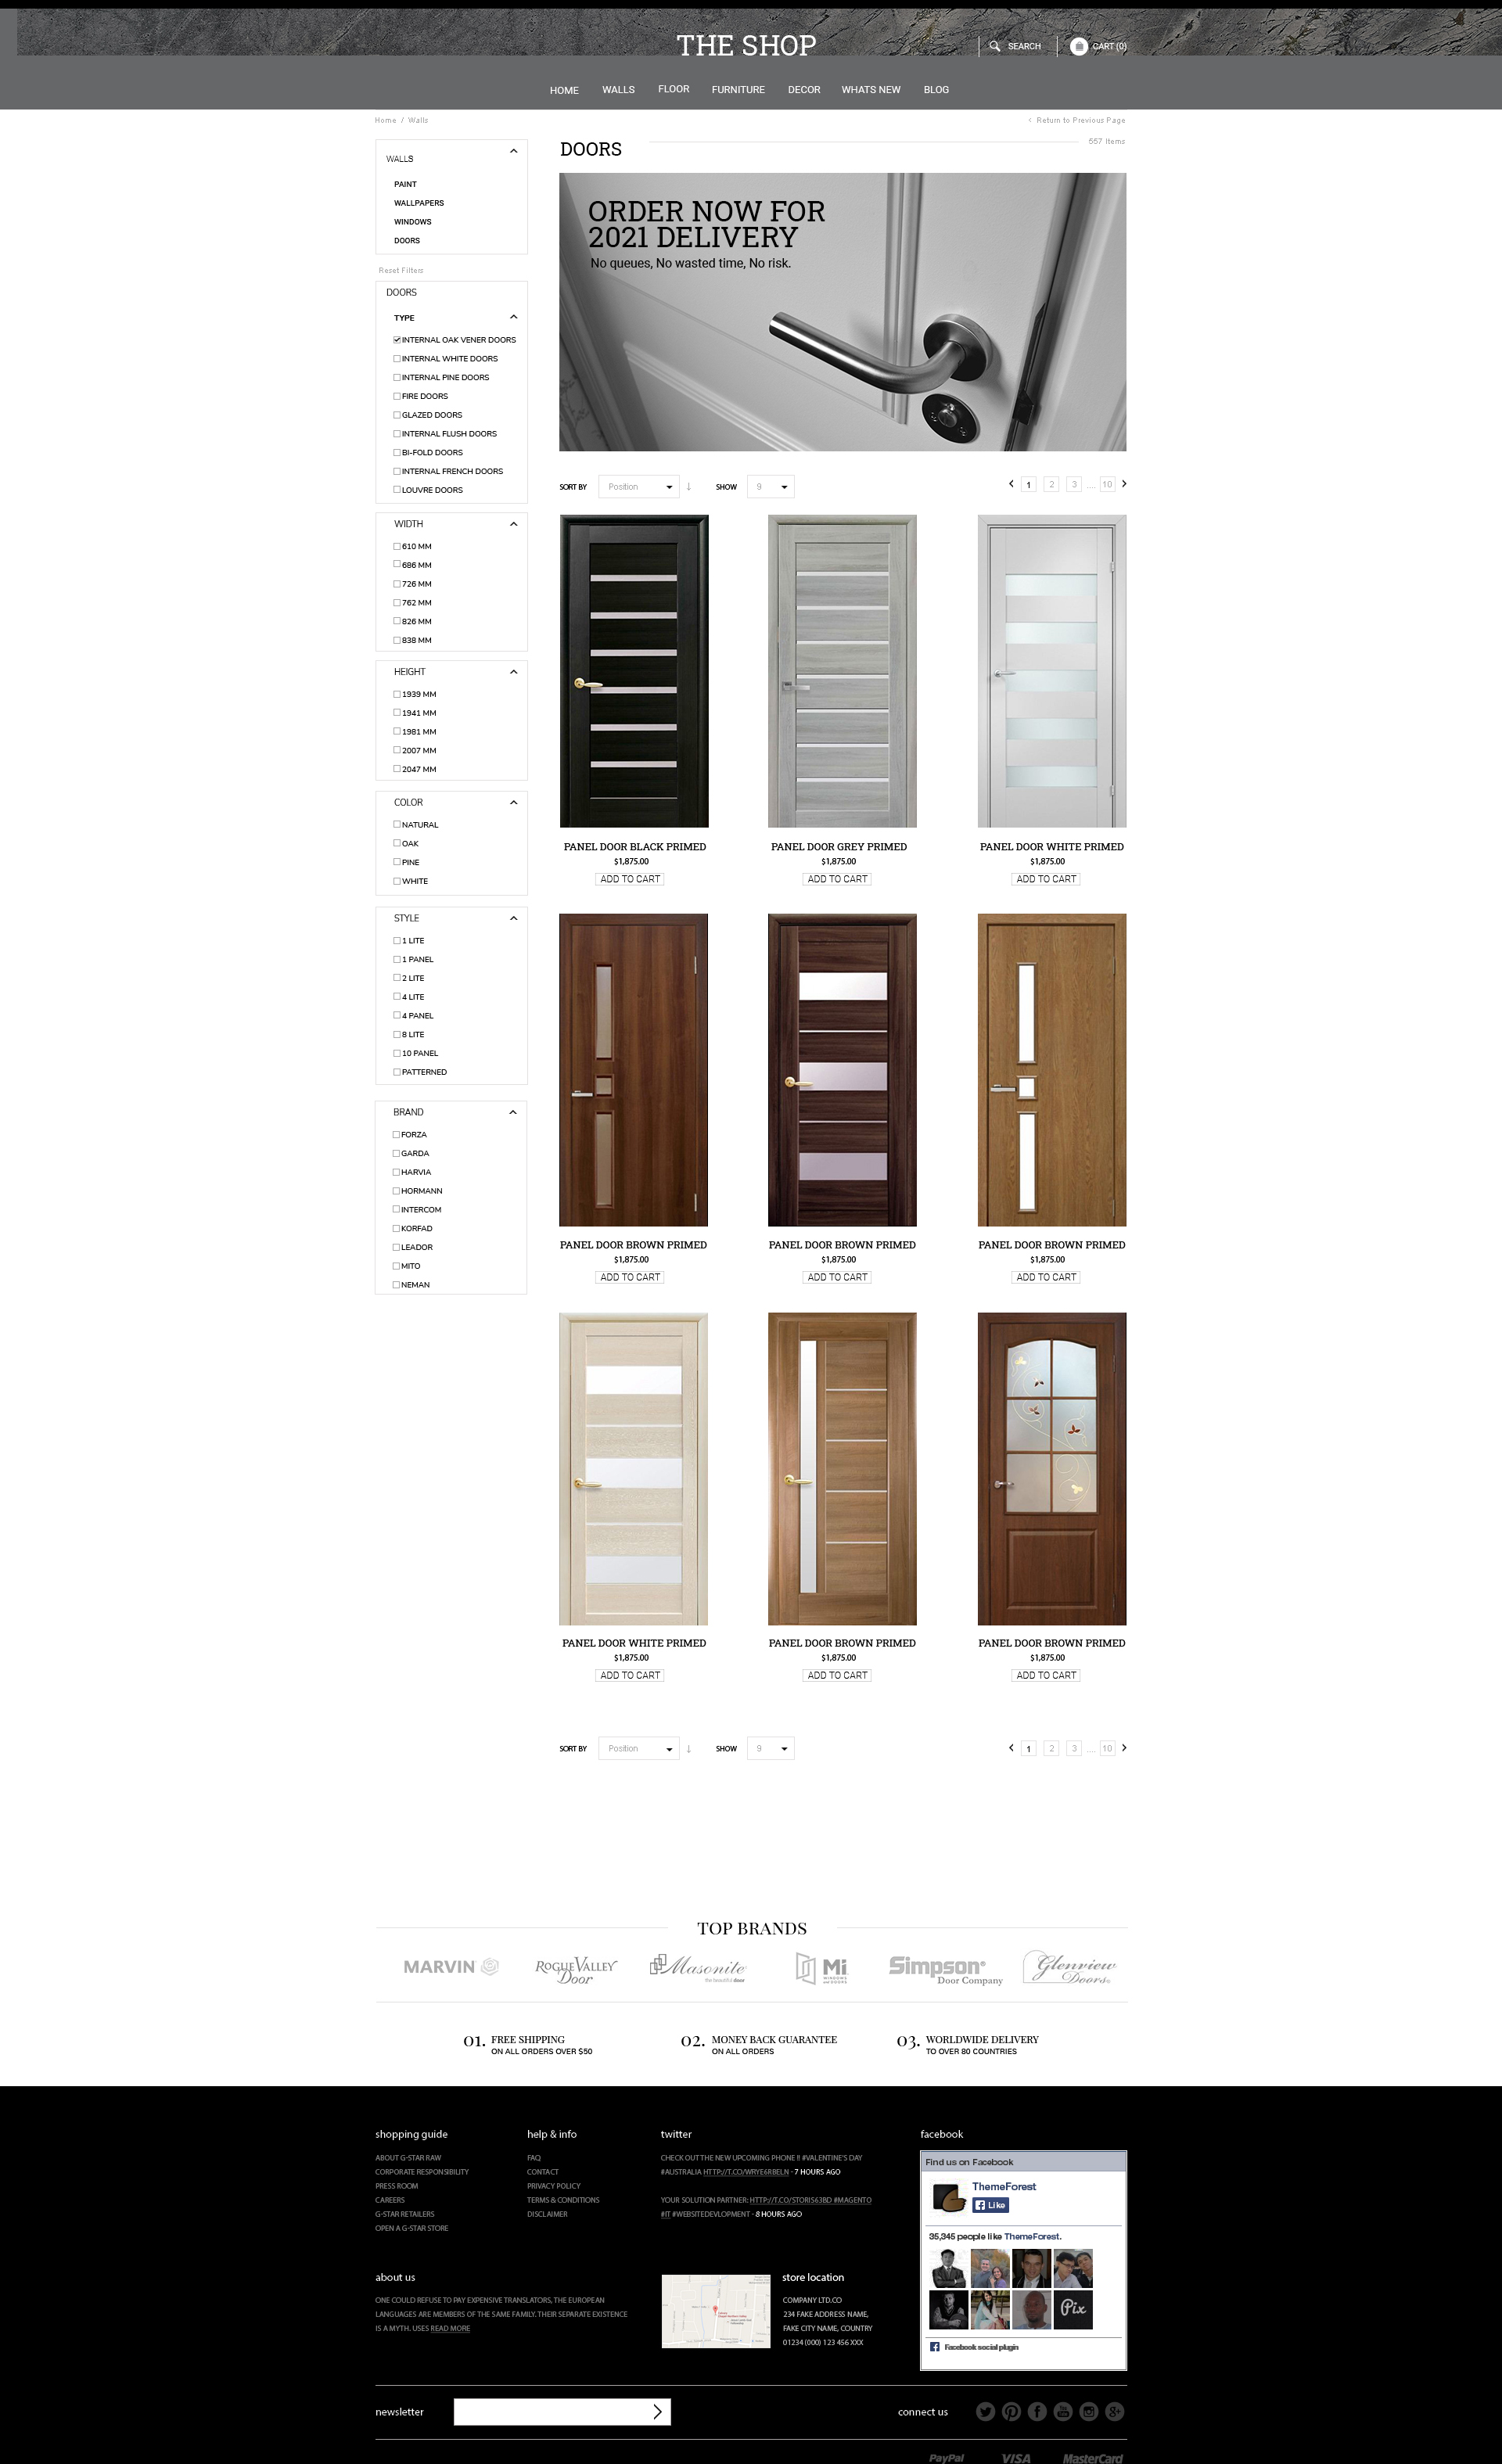 THE SHOP
SEARCH
CART (0)
HOME WALLS FLOOR FURNITURE DECOR WHATS NEW BLOG
Home / Walls
< Return to Previous Page
WALLS
PAINT
WALLPAPERS
WINDOWS
DOORS
Reset Filters
DOORS
TYPE
INTERNAL OAK VENER DOORS
INTERNAL WHITE DOORS
INTERNAL PINE DOORS
FIRE DOORS
GLAZED DOORS
INTERNAL FLUSH DOORS
BI-FOLD DOORS
INTERNAL FRENCH DOORS
LOUVRE DOORS
WIDTH
610 MM
686 MM
726 MM
762 MM
826 MM
838 MM
HEIGHT
1939 MM
1941 MM
1981 MM
2007 MM
2047 MM
COLOR
NATURAL
OAK
PINE
WHITE
STYLE
1 LITE
1 PANEL
2 LITE
4 LITE
4 PANEL
8 LITE
10 PANEL
PATTERNED
BRAND
FORZA
GARDA
HARVIA
HORMANN
INTERCOM
KORFAD
LEADOR
MITO
NEMAN
DOORS
557 Items
ORDER NOW FOR
2021 DELIVERY
No queues, No wasted time, No risk.
SORT BY Position ↓ SHOW 9
1 2 3 .... 10
PANEL DOOR BLACK PRIMED
$1,875.00
ADD TO CART
PANEL DOOR GREY PRIMED
$1,875.00
ADD TO CART
PANEL DOOR WHITE PRIMED
$1,875.00
ADD TO CART
PANEL DOOR BROWN PRIMED
$1,875.00
ADD TO CART
PANEL DOOR BROWN PRIMED
$1,875.00
ADD TO CART
PANEL DOOR BROWN PRIMED
$1,875.00
ADD TO CART
PANEL DOOR WHITE PRIMED
$1,875.00
ADD TO CART
PANEL DOOR BROWN PRIMED
$1,875.00
ADD TO CART
PANEL DOOR BROWN PRIMED
$1,875.00
ADD TO CART
SORT BY Position ↓ SHOW 9
1 2 3 .... 10
TOP BRANDS
MARVIN
ROGUE VALLEY
Door
Masonite
the beautiful door
Mi
WINDOWS
AND DOORS
Simpson®
Door Company
Glenview
Doors
01. FREE SHIPPING
ON ALL ORDERS OVER $50
02. MONEY BACK GUARANTEE
ON ALL ORDERS
03. WORLDWIDE DELIVERY
TO OVER 80 COUNTRIES
shopping guide
ABOUT G-STAR RAW
CORPORATE RESPONSIBILITY
PRESS ROOM
CAREERS
G-STAR RETAILERS
OPEN A G-STAR STORE
help & info
FAQ
CONTACT
PRIVACY POLICY
TERMS & CONDITIONS
DISCLAIMER
twitter
CHECK OUT THE NEW UPCOMING PHONE !! #VALENTINE'S DAY
#AUSTRALIA HTTP://T.CO/WRYE6RBELN - 7 HOURS AGO
YOUR SOLUTION PARTNER: HTTP://T.CO/STORI563BD #MAGENTO
#IT #WEBSITEDEVLOPMENT - 8 HOURS AGO
facebook
Find us on Facebook
ThemeForest
Like
35,345 people like ThemeForest.
Pix
Facebook social plugin
about us
ONE COULD REFUSE TO PAY EXPENSIVE TRANSLATORS, THE EUROPEAN
LANGUAGES ARE MEMBERS OF THE SAME FAMILY. THEIR SEPARATE EXISTENCE
IS A MYTH. USES READ MORE
store location
COMPANY LTD.CO
234 FAKE ADDRESS NAME,
FAKE CITY NAME, COUNTRY
01234 (000) 123 456 XXX
newsletter
connect us
PayPal VISA MasterCard